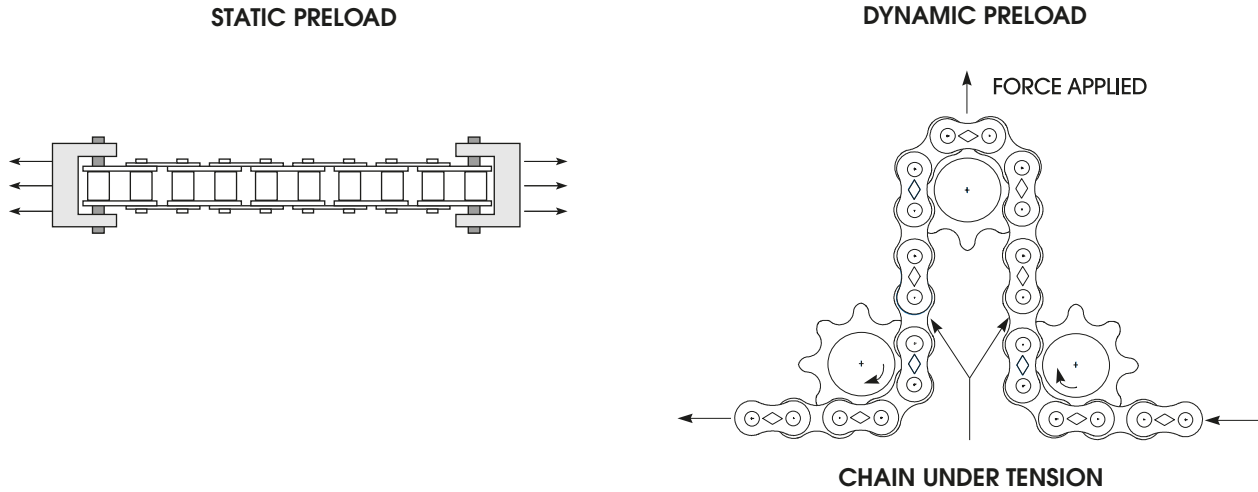 STATIC PRELOAD
DYNAMIC PRELOAD
FORCE APPLIED
CHAIN UNDER TENSION